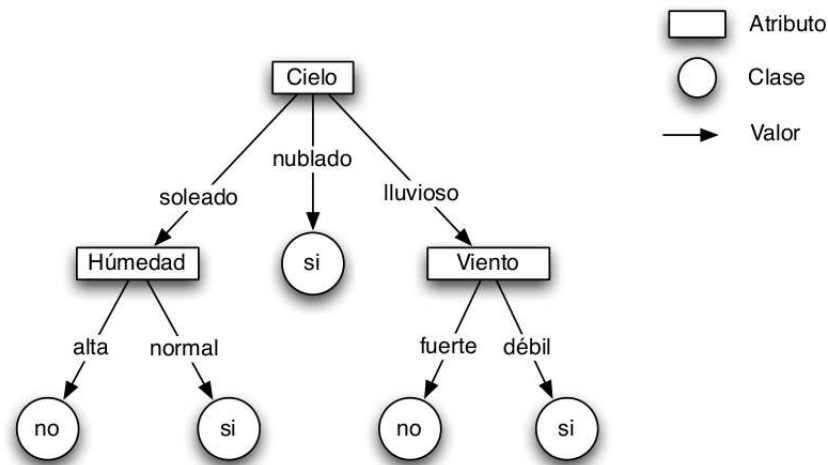 Atributo
Cielo
Clase
nublado
Valor
soleado
lluvioso
Húmedad
si
Viento
alta
normal
fuerte
débil
no
si
no
si